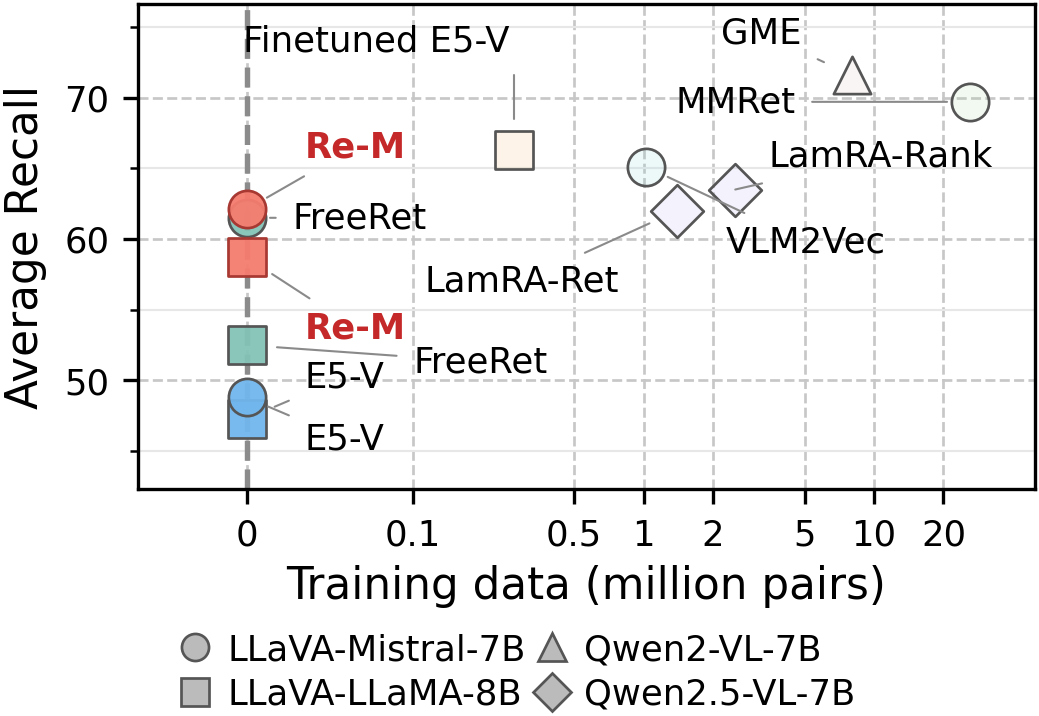 Finetuned E5-V
GME
MMRet
Re-M
LamRA-Rank
FreeRet
VLM2Vec
LamRA-Ret
Re-M
FreeRet
E5-V
E5-V
Average Recall
70
60
50
0
0.1
0.5
1
2
5
10
20
Training data (million pairs)
LLaVA-Mistral-7B
Qwen2-VL-7B
LLaVA-LLaMA-8B
Qwen2.5-VL-7B